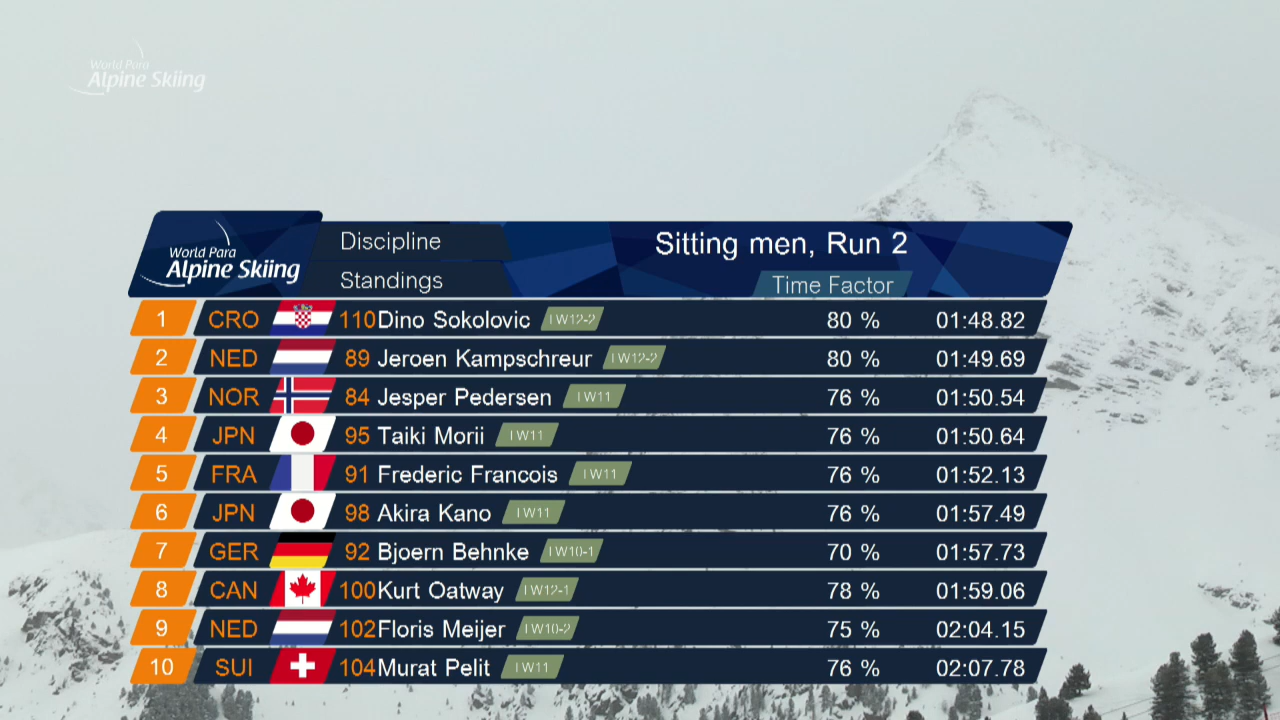 World Para
Alpine Skiing
World Para
Alpine Skiing
Discipline
Sitting men, Run 2
Standings
Time Factor
1 CRO 110 Dino Sokolovic LW12-2 80 % 01:48.82
2 NED 89 Jeroen Kampschreur LW12-2 80 % 01:49.69
3 NOR 84 Jesper Pedersen LW11 76 % 01:50.54
4 JPN 95 Taiki Morii LW11 76 % 01:50.64
5 FRA 91 Frederic Francois LW11 76 % 01:52.13
6 JPN 98 Akira Kano LW11 76 % 01:57.49
7 GER 92 Bjoern Behnke LW10-1 70 % 01:57.73
8 CAN 100 Kurt Oatway LW12-1 78 % 01:59.06
9 NED 102 Floris Meijer LW10-2 75 % 02:04.15
10 SUI 104 Murat Pelit LW11 76 % 02:07.78